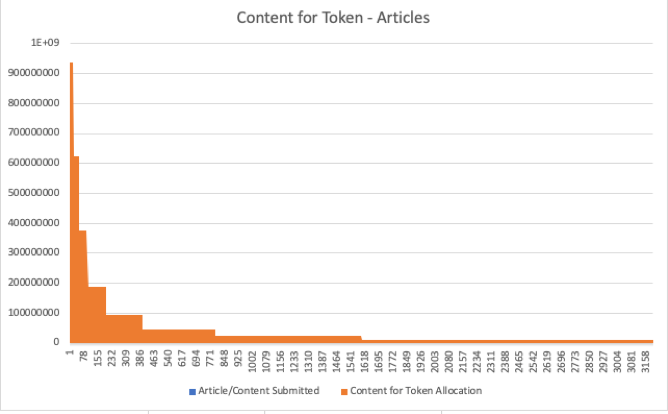 Content for Token - Articles
1E+09
900000000
800000000
700000000
600000000
500000000
400000000
300000000
200000000
100000000
0
1 78 155 232 309 386 463 540 617 694 771 848 925 1002 1079 1156 1233 1310 1387 1464 1541 1618 1695 1772 1849 1926 2003 2080 2157 2234 2311 2388 2465 2542 2619 2696 2773 2850 2927 3004 3081 3158
Article/Content Submitted Content for Token Allocation